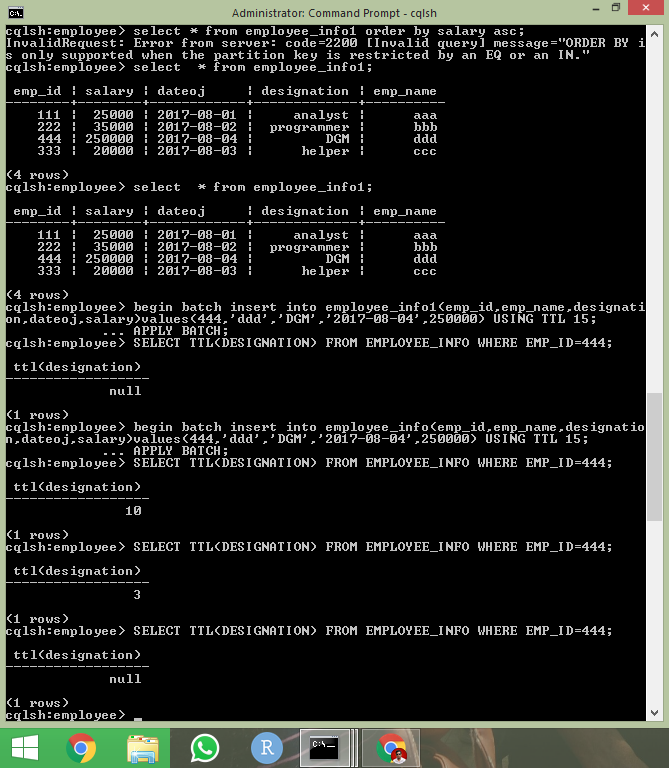 Administrator: Command Prompt - cqlsh
cqlsh:employee> select * from employee_info1 order by salary asc;
InvalidRequest: Error from server: code=2200 [Invalid query] message="ORDER BY i
s only supported when the partition key is restricted by an EQ or an IN."
cqlsh:employee> select  * from employee_info1;
emp_id | salary | dateoj     | designation | emp_name
--------+--------+------------+-------------+----------
111 |  25000 | 2017-08-01 |     analyst |      aaa
222 |  35000 | 2017-08-02 |  programmer |      bbb
444 | 250000 | 2017-08-04 |         DGM |      ddd
333 |  20000 | 2017-08-03 |      helper |      ccc
(4 rows)
cqlsh:employee> select  * from employee_info1;
emp_id | salary | dateoj     | designation | emp_name
--------+--------+------------+-------------+----------
111 |  25000 | 2017-08-01 |     analyst |      aaa
222 |  35000 | 2017-08-02 |  programmer |      bbb
444 | 250000 | 2017-08-04 |         DGM |      ddd
333 |  20000 | 2017-08-03 |      helper |      ccc
(4 rows)
cqlsh:employee> begin batch insert into employee_info1(emp_id,emp_name,designati
on,dateoj,salary)values(444,'ddd','DGM','2017-08-04',250000) USING TTL 15;
... APPLY BATCH;
cqlsh:employee> SELECT TTL(DESIGNATION) FROM EMPLOYEE_INFO WHERE EMP_ID=444;
ttl(designation)
------------------
null
(1 rows)
cqlsh:employee> begin batch insert into employee_info(emp_id,emp_name,designatio
n,dateoj,salary)values(444,'ddd','DGM','2017-08-04',250000) USING TTL 15;
... APPLY BATCH;
cqlsh:employee> SELECT TTL(DESIGNATION) FROM EMPLOYEE_INFO WHERE EMP_ID=444;
ttl(designation)
------------------
10
(1 rows)
cqlsh:employee> SELECT TTL(DESIGNATION) FROM EMPLOYEE_INFO WHERE EMP_ID=444;
ttl(designation)
------------------
3
(1 rows)
cqlsh:employee> SELECT TTL(DESIGNATION) FROM EMPLOYEE_INFO WHERE EMP_ID=444;
ttl(designation)
------------------
null
(1 rows)
cqlsh:employee> _
R
C:\